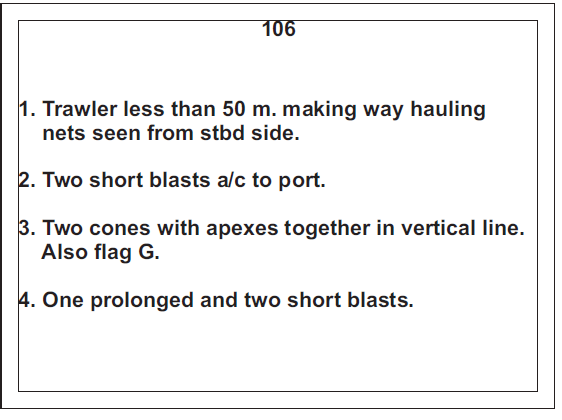 106
1. Trawler less than 50 m. making way hauling
nets seen from stbd side.
2. Two short blasts a/c to port.
3. Two cones with apexes together in vertical line.
Also flag G.
4. One prolonged and two short blasts.